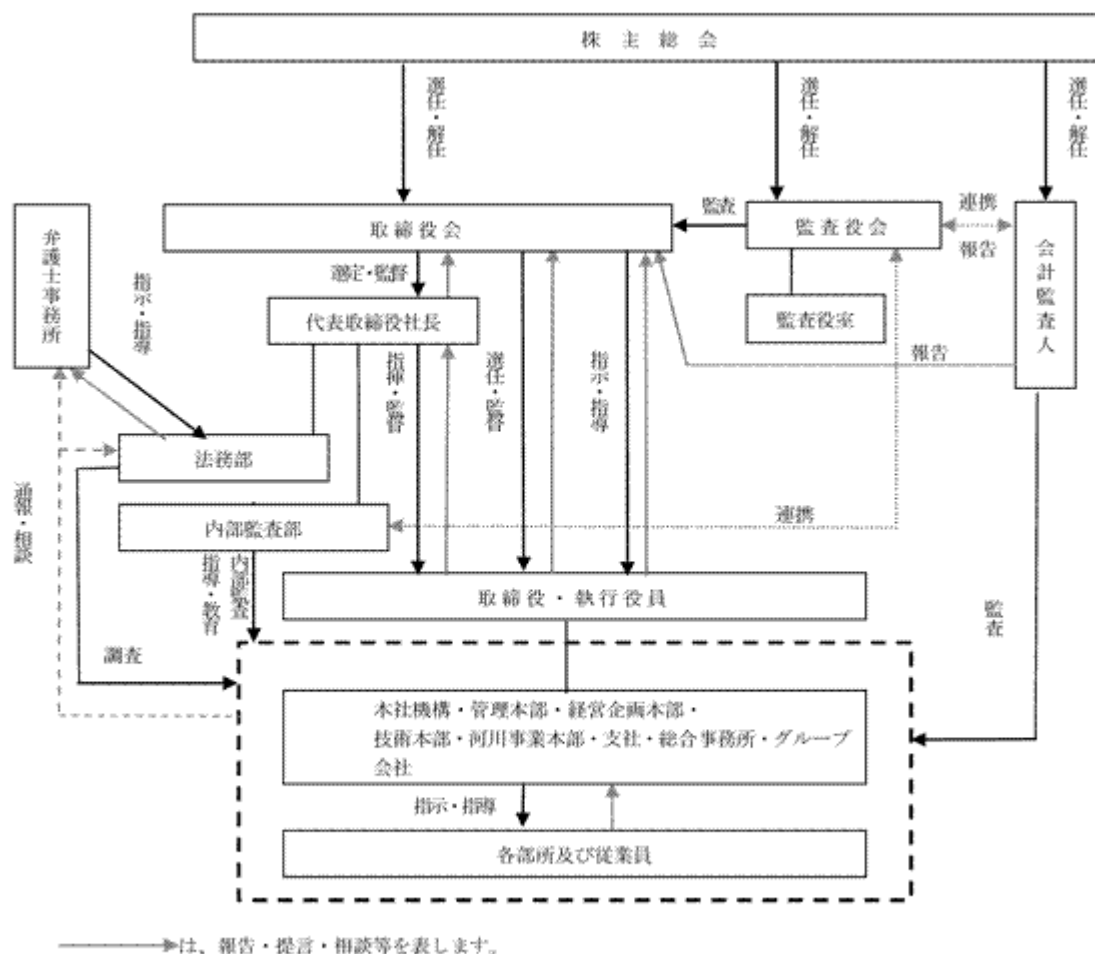 株主総会
選任・解任
選任・解任
選任・解任
弁護士事務所
指示・指導
取締役会
監査
監査役会
連携
報告
会計監査人
選定・監督
代表取締役社長
監査役室
報告
指揮・監督
選任・監督
指示・指導
法務部
通報・相談
内部監査部
連携
内部監査
指導・教育
取締役・執行役員
監査
調査
本社機構・管理本部・経営企画本部・
技術本部・河川事業本部・支社・総合事務所・グループ
会社
指示・指導
各部所及び従業員
は、報告・提言・相談等を表します。